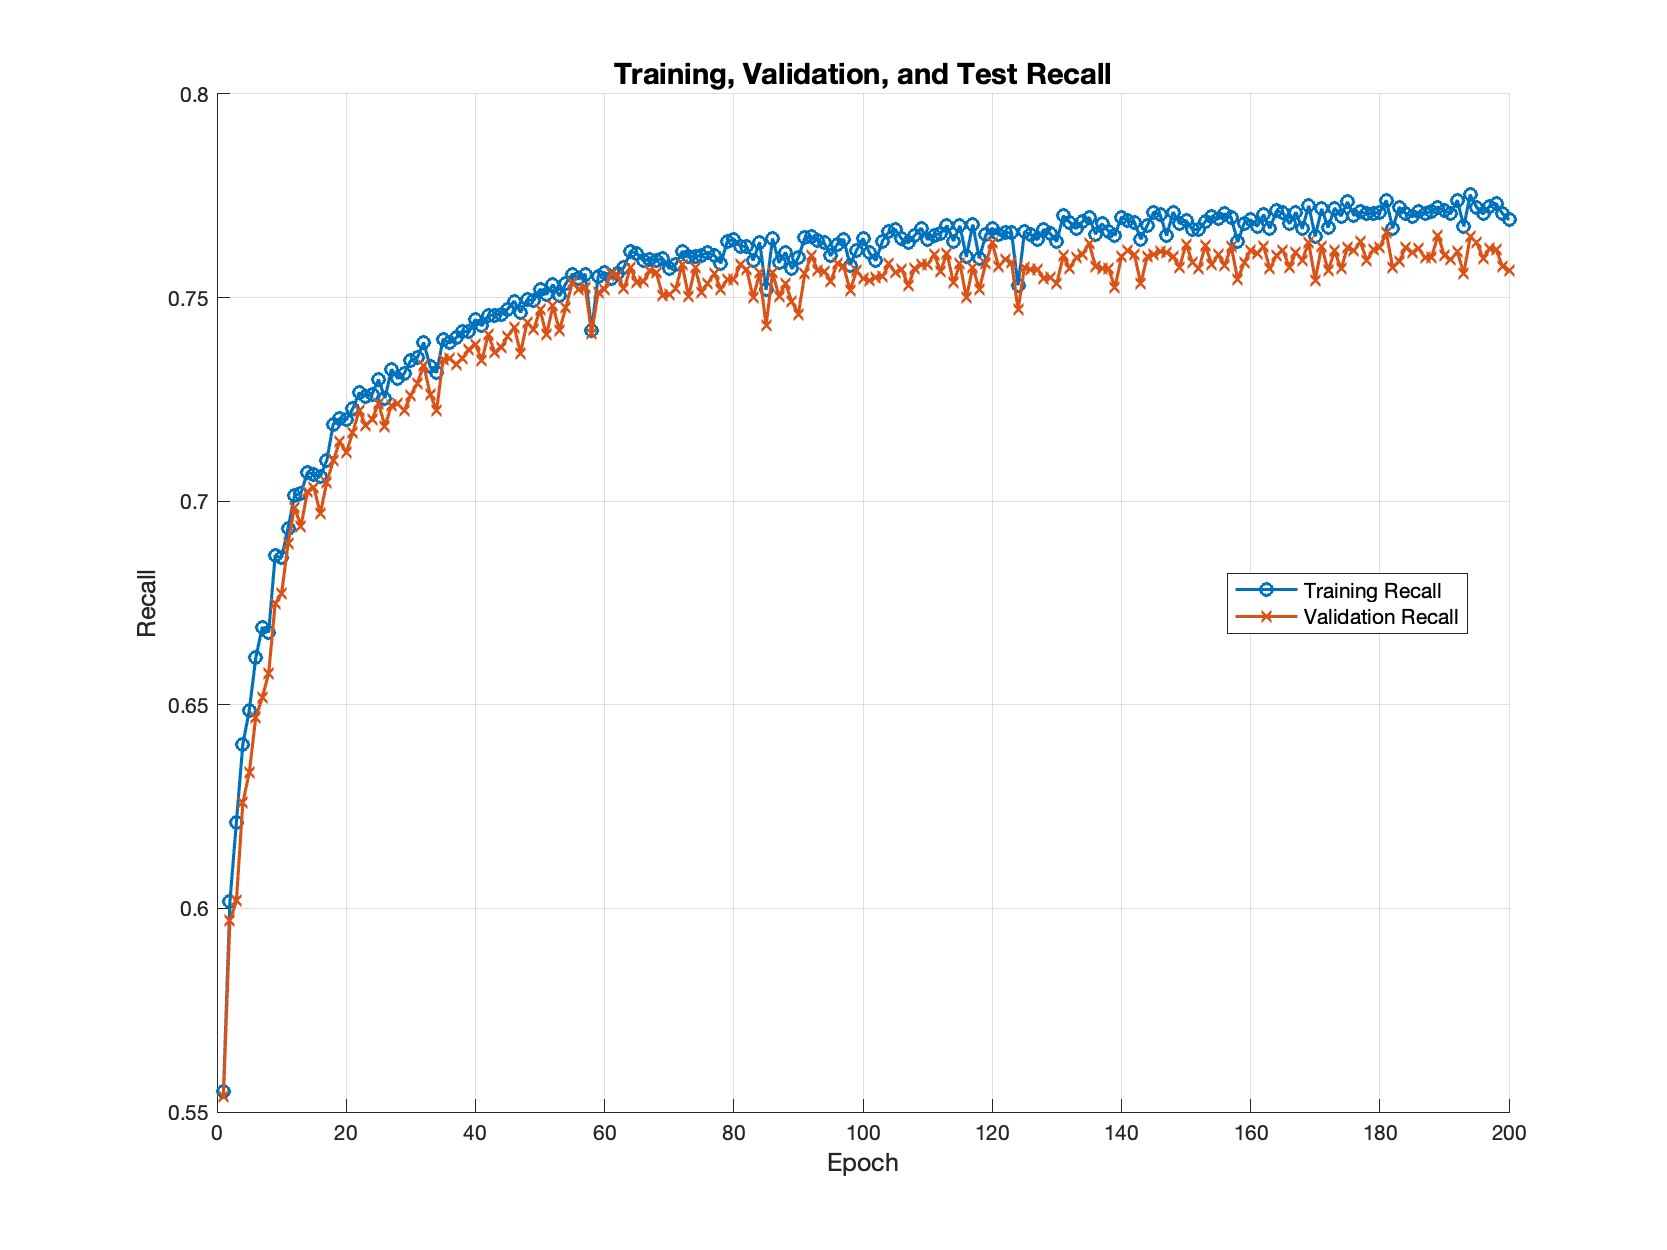 Training, Validation, and Test Recall
0.8
0.75
0.7
0.65
0.6
0.55
Recall
Training Recall
Validation Recall
0 20 40 60 80 100 120 140 160 180 200
Epoch